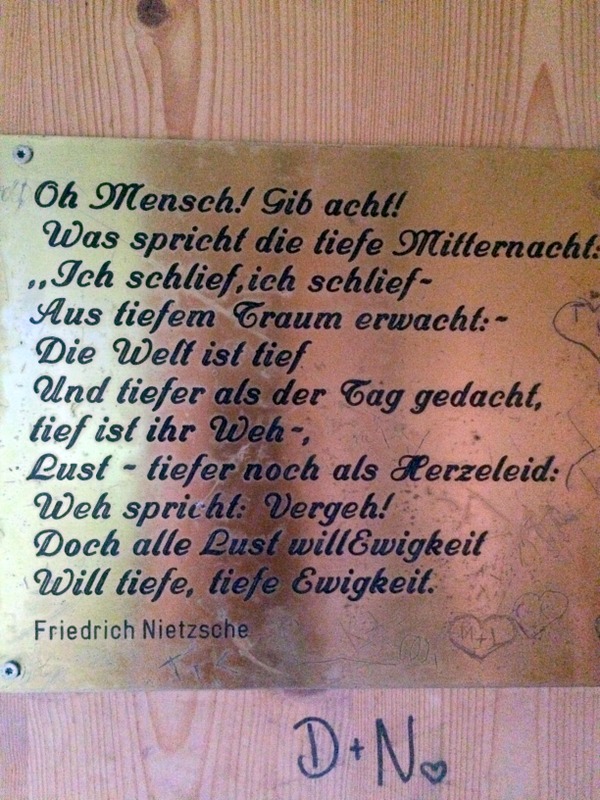 Oh Mensch! Gib acht!
Was spricht die tiefe Mitternacht:
„Ich schlief, ich schlief-
Aus tiefem Traum erwacht:-
Die Welt ist tief
Und tiefer als der Tag gedacht,
tief ist ihr Weh-,
Lust - tiefer noch als Herzeleid:
Weh spricht: Vergeh!
Doch alle Lust will Ewigkeit
Will tiefe, tiefe Ewigkeit.
Friedrich Nietzsche
M+L
D+N